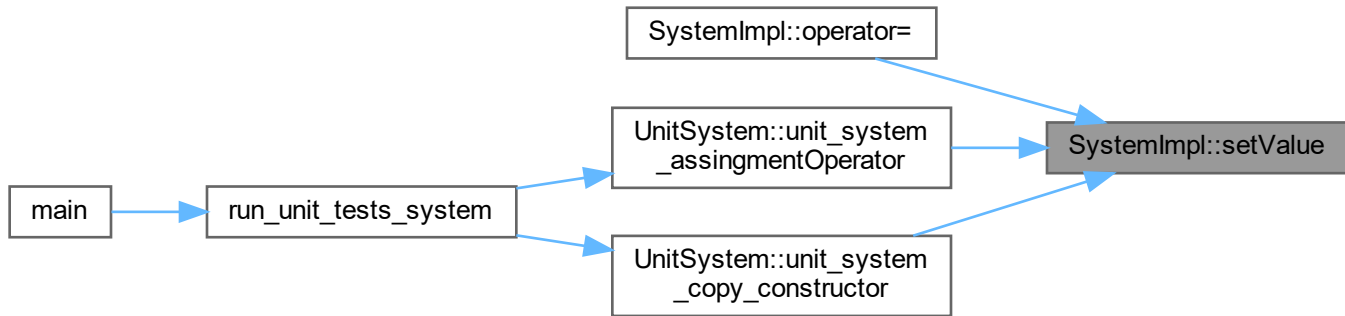 SystemImpl::operator=
UnitSystem::unit_system
_assingmentOperator
SystemImpl::setValue
main
run_unit_tests_system
UnitSystem::unit_system
_copy_constructor